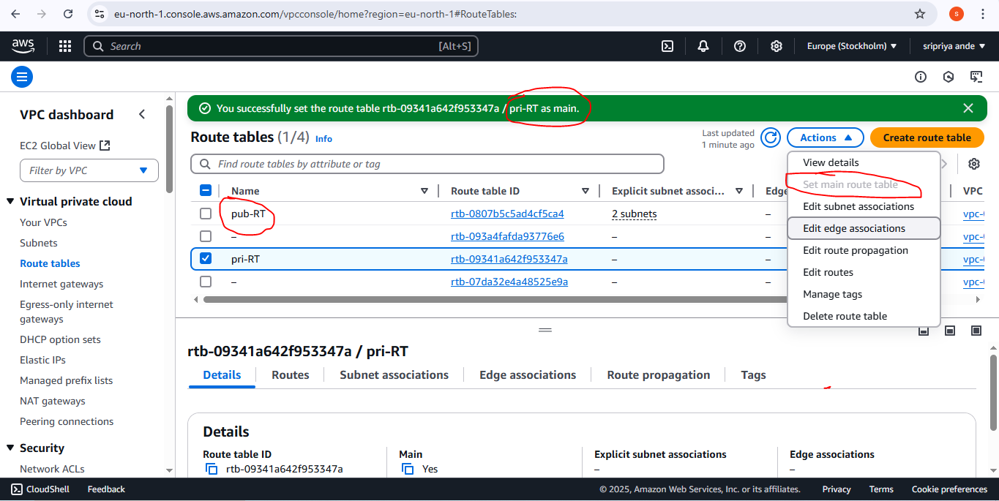 eu-north-1.console.aws.amazon.com/vpcconsole/home?region=eu-north-1#RouteTables:
s
aws
Search [Alt+S]
Europe (Stockholm)
sripriya ande
VPC dashboard
EC2 Global View
Filter by VPC
Virtual private cloud
Your VPCs
Subnets
Route tables
Internet gateways
Egress-only internet
gateways
DHCP option sets
Elastic IPs
Managed prefix lists
NAT gateways
Peering connections
Security
Network ACLs
You successfully set the route table rtb-09341a642f953347a / pri-RT as main.
Route tables (1/4) Info
Last updated
1 minute ago
Actions
Create route table
Find route tables by attribute or tag
Name Route table ID Explicit subnet associ... Edge VPC
pub-RT rtb-0807b5c5ad4cf5ca4 2 subnets – vpc-
– rtb-093a4fafda93776e6 – – vpc-
pri-RT rtb-09341a642f953347a – – vpc-
– rtb-07da32e4a48525e9a – – vpc-
View details
Set main route table
Edit subnet associations
Edit edge associations
Edit route propagation
Edit routes
Manage tags
Delete route table
rtb-09341a642f953347a / pri-RT
Details Routes Subnet associations Edge associations Route propagation Tags
Details
Route table ID Main Explicit subnet associations Edge associations
rtb-09341a642f953347a Yes – –
CloudShell Feedback © 2025, Amazon Web Services, Inc. or its affiliates. Privacy Terms Cookie preferences